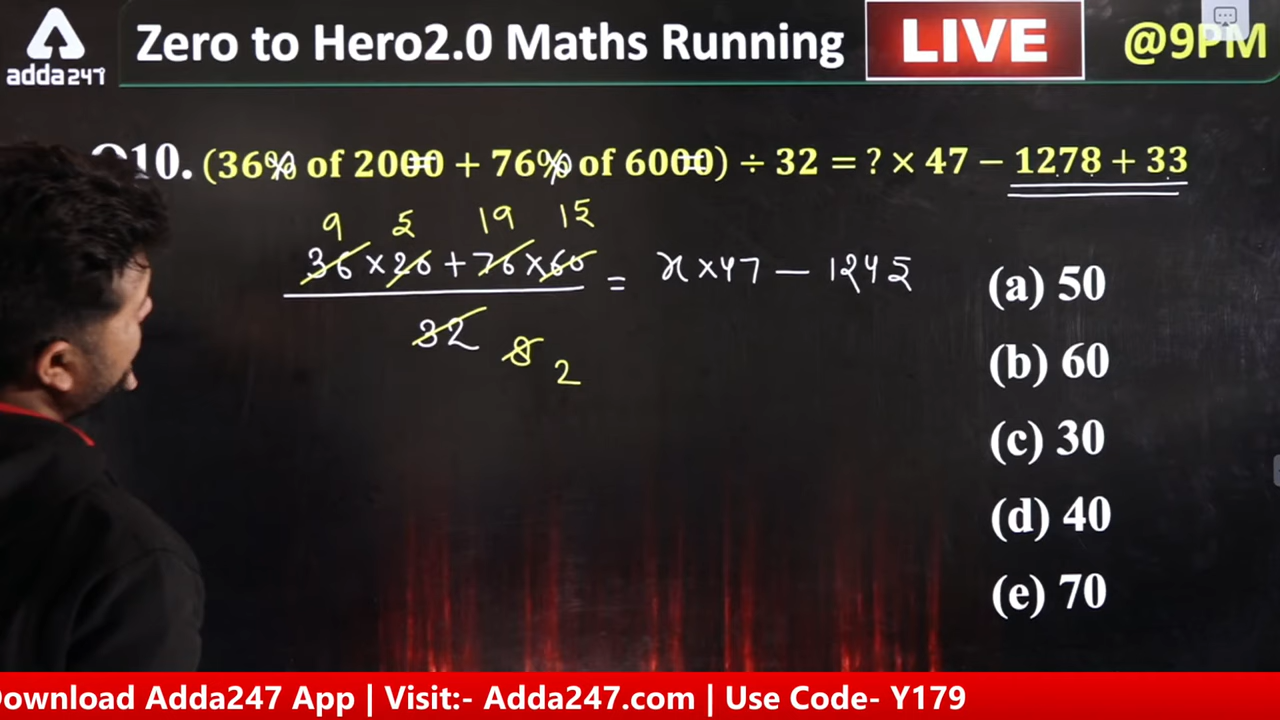 adda247
Zero to Hero2.0 Maths Running LIVE @9PM
Q10. (36% of 2000 + 76% of 6000) ÷ 32 = ? × 47 − 1278 + 33
9 5 19 15
36 × 20 + 76 × 60 = x × 47 − 1245
32 8 2
(a) 50
(b) 60
(c) 30
(d) 40
(e) 70
Download Adda247 App | Visit:- Adda247.com | Use Code- Y179